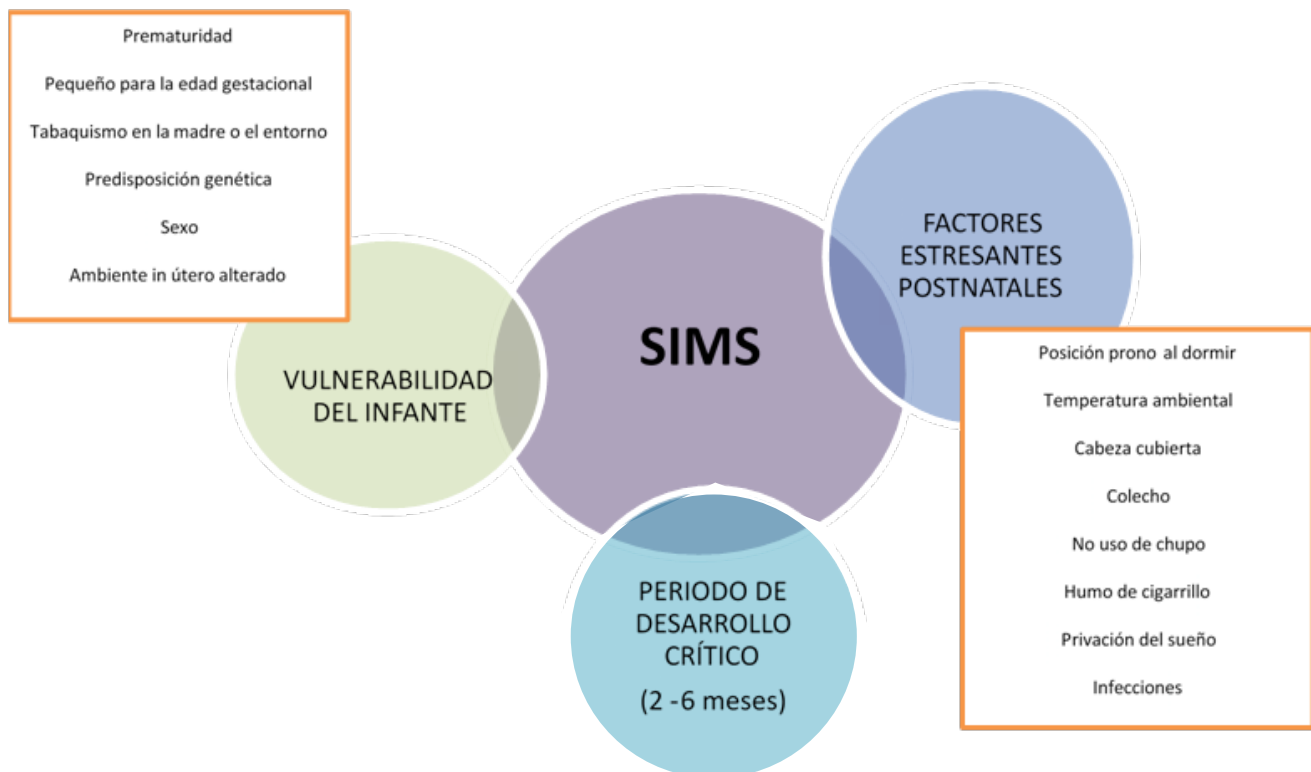 Prematuridad
Pequeño para la edad gestacional
Tabaquismo en la madre o el entorno
Predisposición genética
Sexo
Ambiente in útero alterado
VULNERABILIDAD
DEL INFANTE
SIMS
FACTORES
ESTRESANTES
POSTNATALES
Posición prono al dormir
Temperatura ambiental
Cabeza cubierta
Colecho
No uso de chupo
Humo de cigarrillo
Privación del sueño
Infecciones
PERIODO DE
DESARROLLO
CRÍTICO
(2 -6 meses)